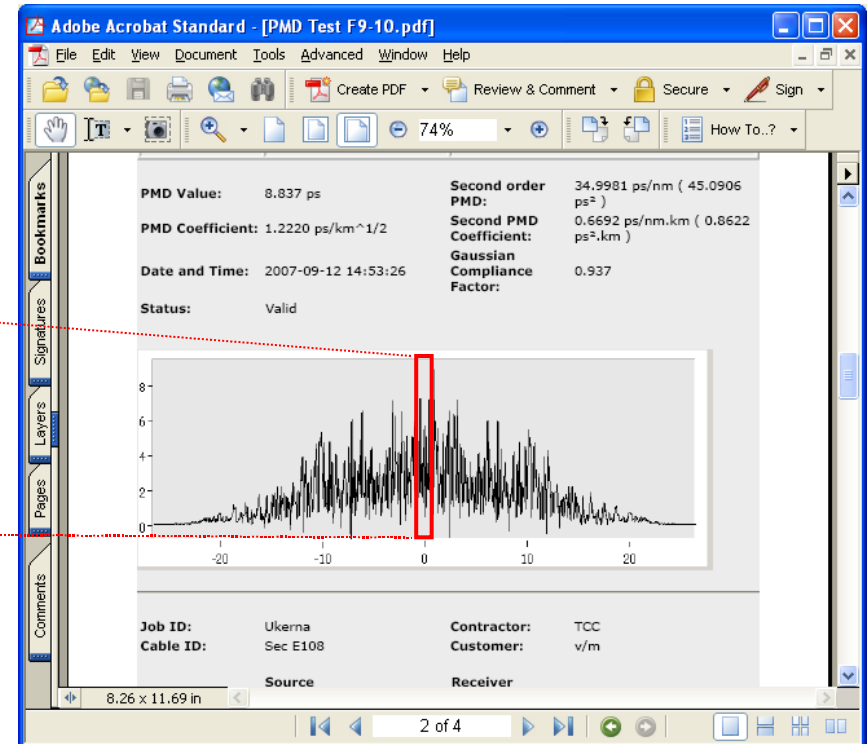 Adobe Acrobat Standard - [PMD Test F9-10.pdf]
File Edit View Document Tools Advanced Window Help
Create PDF Review & Comment Secure Sign
74% How To..?
Bookmarks
Signatures
Layers
Pages
Comments
PMD Value: 8.837 ps Second order PMD: 34.9981 ps/nm ( 45.0906 ps² )
PMD Coefficient: 1.2220 ps/km^1/2 Second PMD Coefficient: 0.6692 ps/nm.km ( 0.8622 ps².km )
Date and Time: 2007-09-12 14:53:26 Gaussian Compliance Factor: 0.937
Status: Valid
8
6
4
2
0
-20 -10 0 10 20
Job ID: Ukerna Contractor: TCC
Cable ID: Sec E108 Customer: v/m
Source Receiver
8.26 x 11.69 in
2 of 4